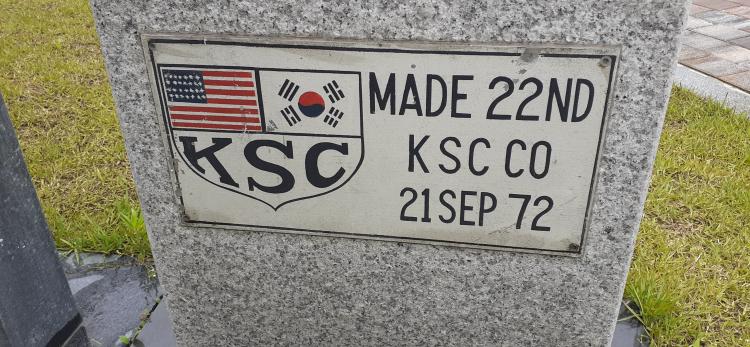 KSC
MADE 22ND
KSC CO
21 SEP 72